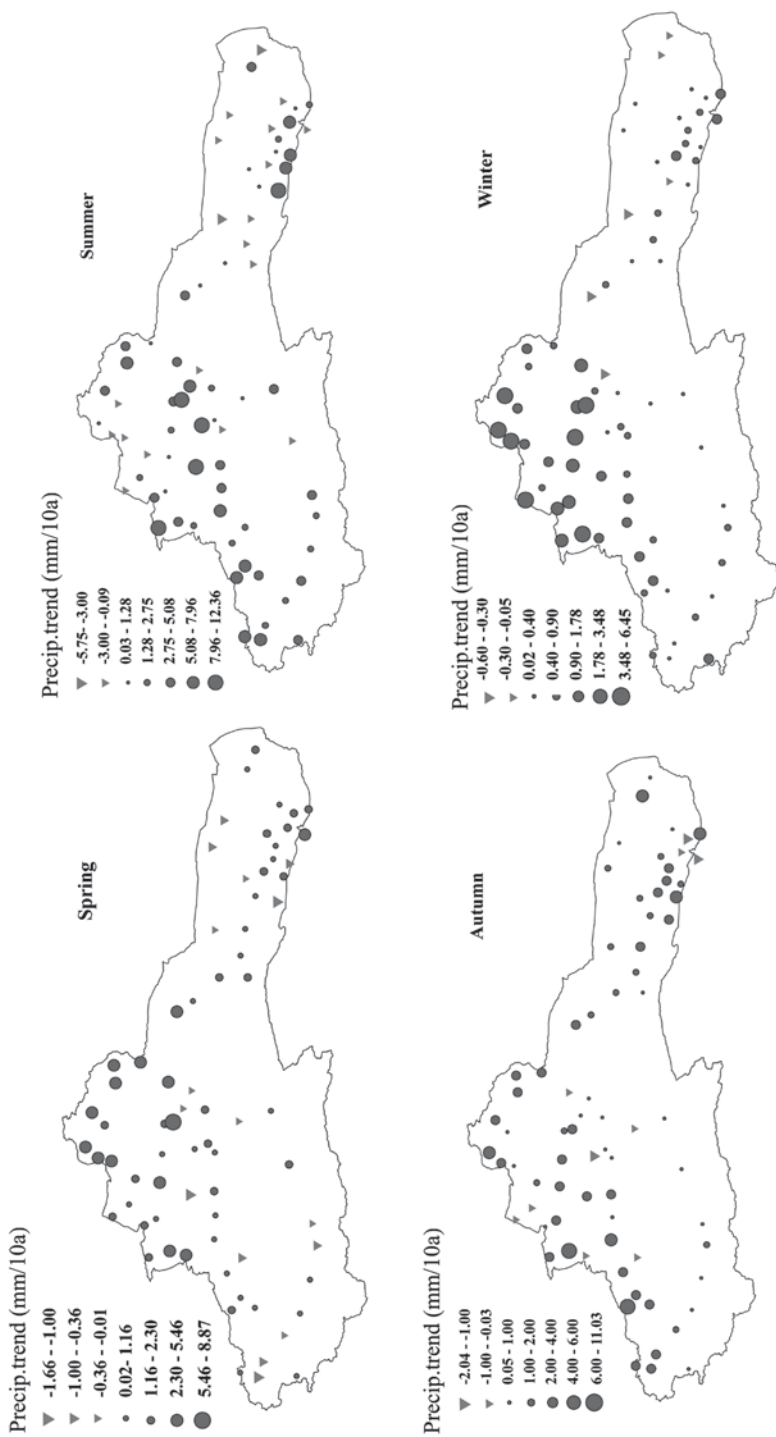 Spring
Precip.trend (mm/10a)
-1.66 - -1.00
-1.00 - -0.36
-0.36 - -0.01
0.02- 1.16
1.16 - 2.30
2.30 - 5.46
5.46 - 8.87
Summer
Precip.trend (mm/10a)
-5.75- -3.00
-3.00 - -0.09
0.03 - 1.28
1.28 - 2.75
2.75 - 5.08
5.08 - 7.96
7.96 - 12.36
Autumn
Precip.trend (mm/10a)
-2.04 - -1.00
-1.00 - -0.03
0.05 - 1.00
1.00 - 2.00
2.00 - 4.00
4.00 - 6.00
6.00 - 11.03
Winter
Precip.trend (mm/10a)
-0.60 - -0.30
-0.30 - -0.05
0.02 - 0.40
0.40 - 0.90
0.90 - 1.78
1.78 - 3.48
3.48 - 6.45